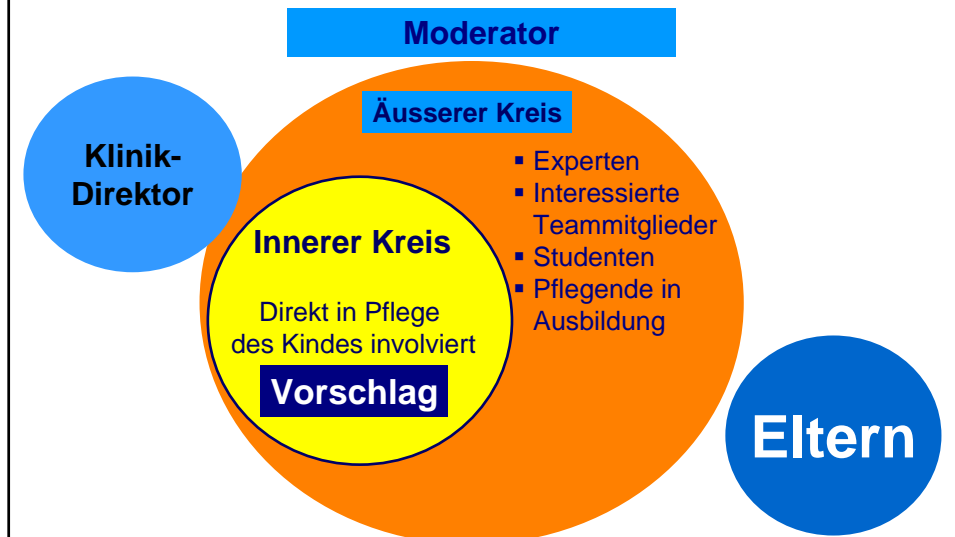 Moderator
Äusserer Kreis
Klinik-
Direktor
▪ Experten
▪ Interessierte
Teammitglieder
▪ Studenten
▪ Pflegende in
Ausbildung
Innerer Kreis
Direkt in Pflege
des Kindes involviert
Vorschlag
Eltern